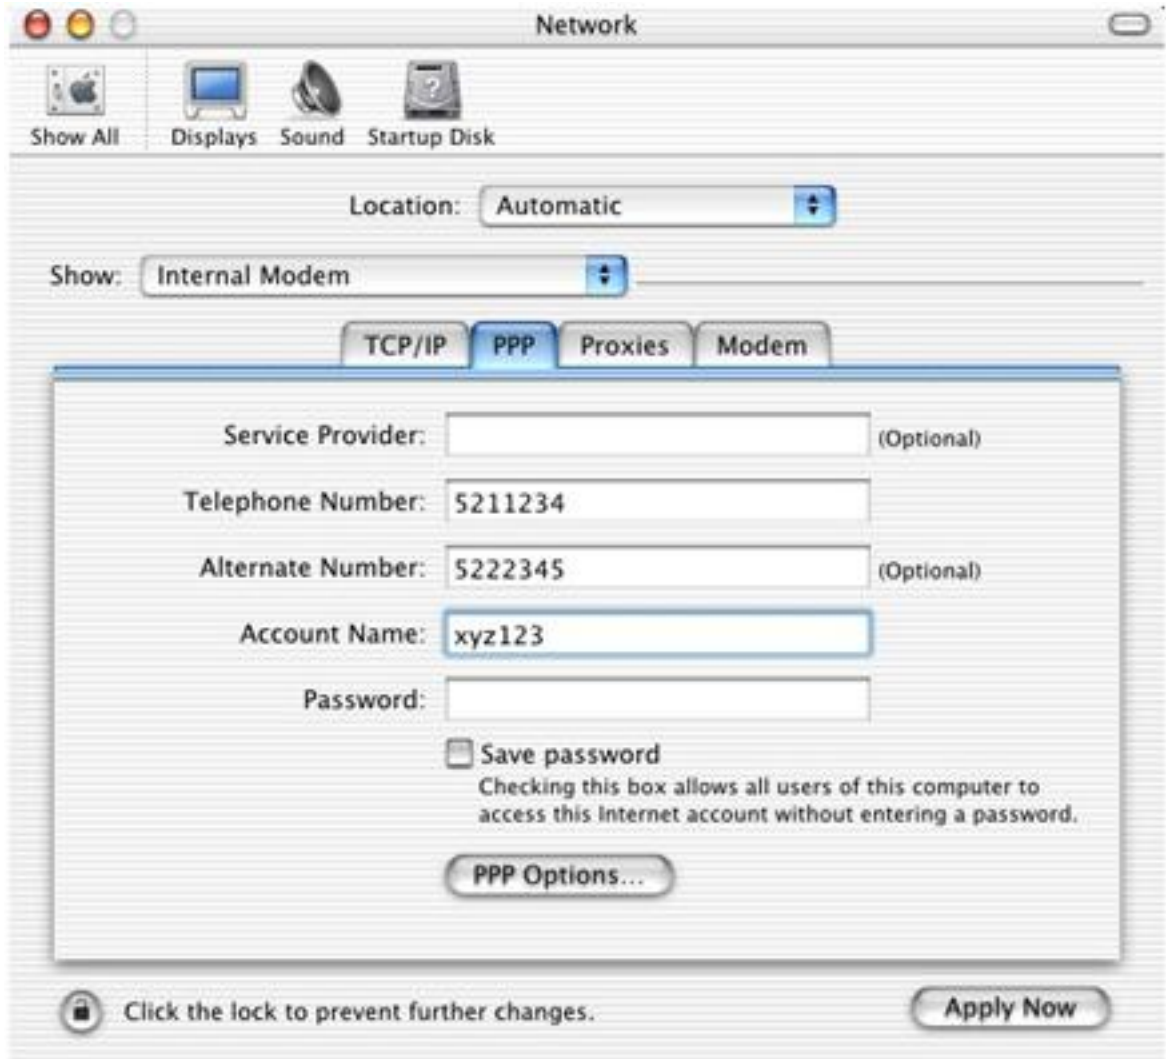 Network
Show All
Displays
Sound
Startup Disk
Location: Automatic
Show: Internal Modem
TCP/IP
PPP
Proxies
Modem
Service Provider: (Optional)
Telephone Number: 5211234
Alternate Number: 5222345 (Optional)
Account Name: xyz123
Password:
Save password
Checking this box allows all users of this computer to
access this Internet account without entering a password.
PPP Options...
Click the lock to prevent further changes.
Apply Now